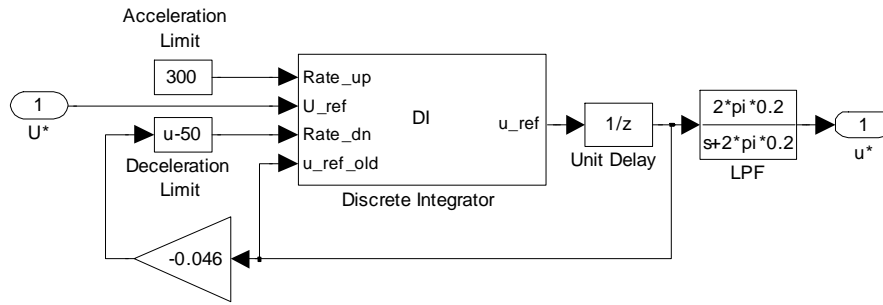 Acceleration
Limit
300
1
U*
Rate_up
U_ref
Rate_dn
u_ref_old
DI
u_ref
Discrete Integrator
u-50
Deceleration
Limit
1/z
Unit Delay
2*pi*0.2
s+2*pi*0.2
LPF
1
u*
-0.046